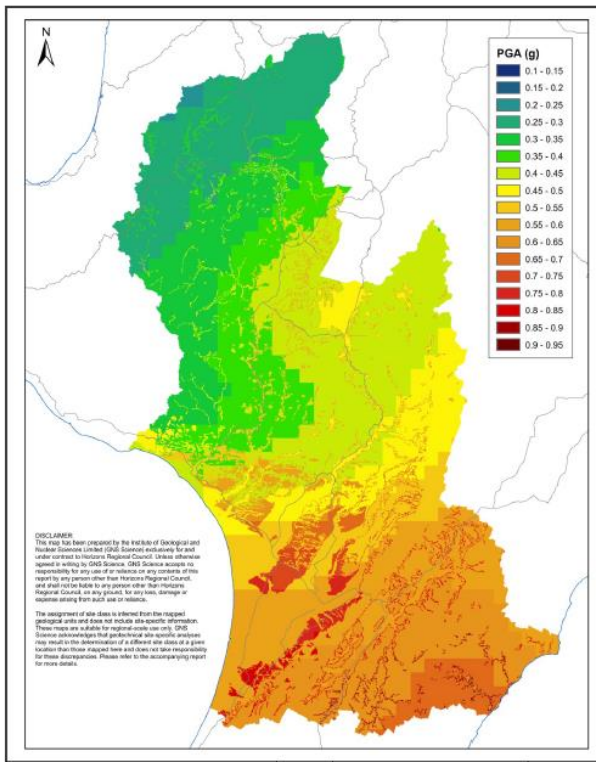 N
PGA (g)
0.1 - 0.15
0.15 - 0.2
0.2 - 0.25
0.25 - 0.3
0.3 - 0.35
0.35 - 0.4
0.4 - 0.45
0.45 - 0.5
0.5 - 0.55
0.55 - 0.6
0.6 - 0.65
0.65 - 0.7
0.7 - 0.75
0.75 - 0.8
0.8 - 0.85
0.85 - 0.9
0.9 - 0.95
DISCLAIMER
This map has been prepared by the Institute of Geological and
Nuclear Sciences Limited (GNS Science) exclusively for and
under contract to Horizons Regional Council. Unless otherwise
agreed in writing by GNS Science, GNS Science accepts no
responsibility for any use of or reliance on any contents of this
report by any person other than Horizons Regional Council,
and shall not be liable to any person other than Horizons
Regional Council, on any ground, for any loss, damage or
expense arising from such use or reliance.
The assignment of site class is inferred from the mapped
geological units and does not include site-specific information.
These maps are suitable for regional-scale use only. GNS
Science acknowledges that geotechnical site-specific analyses
may result in the determination of a different site class at a given
location than those mapped here and does not take responsibility
for these discrepancies. Please refer to the accompanying report
for more details.